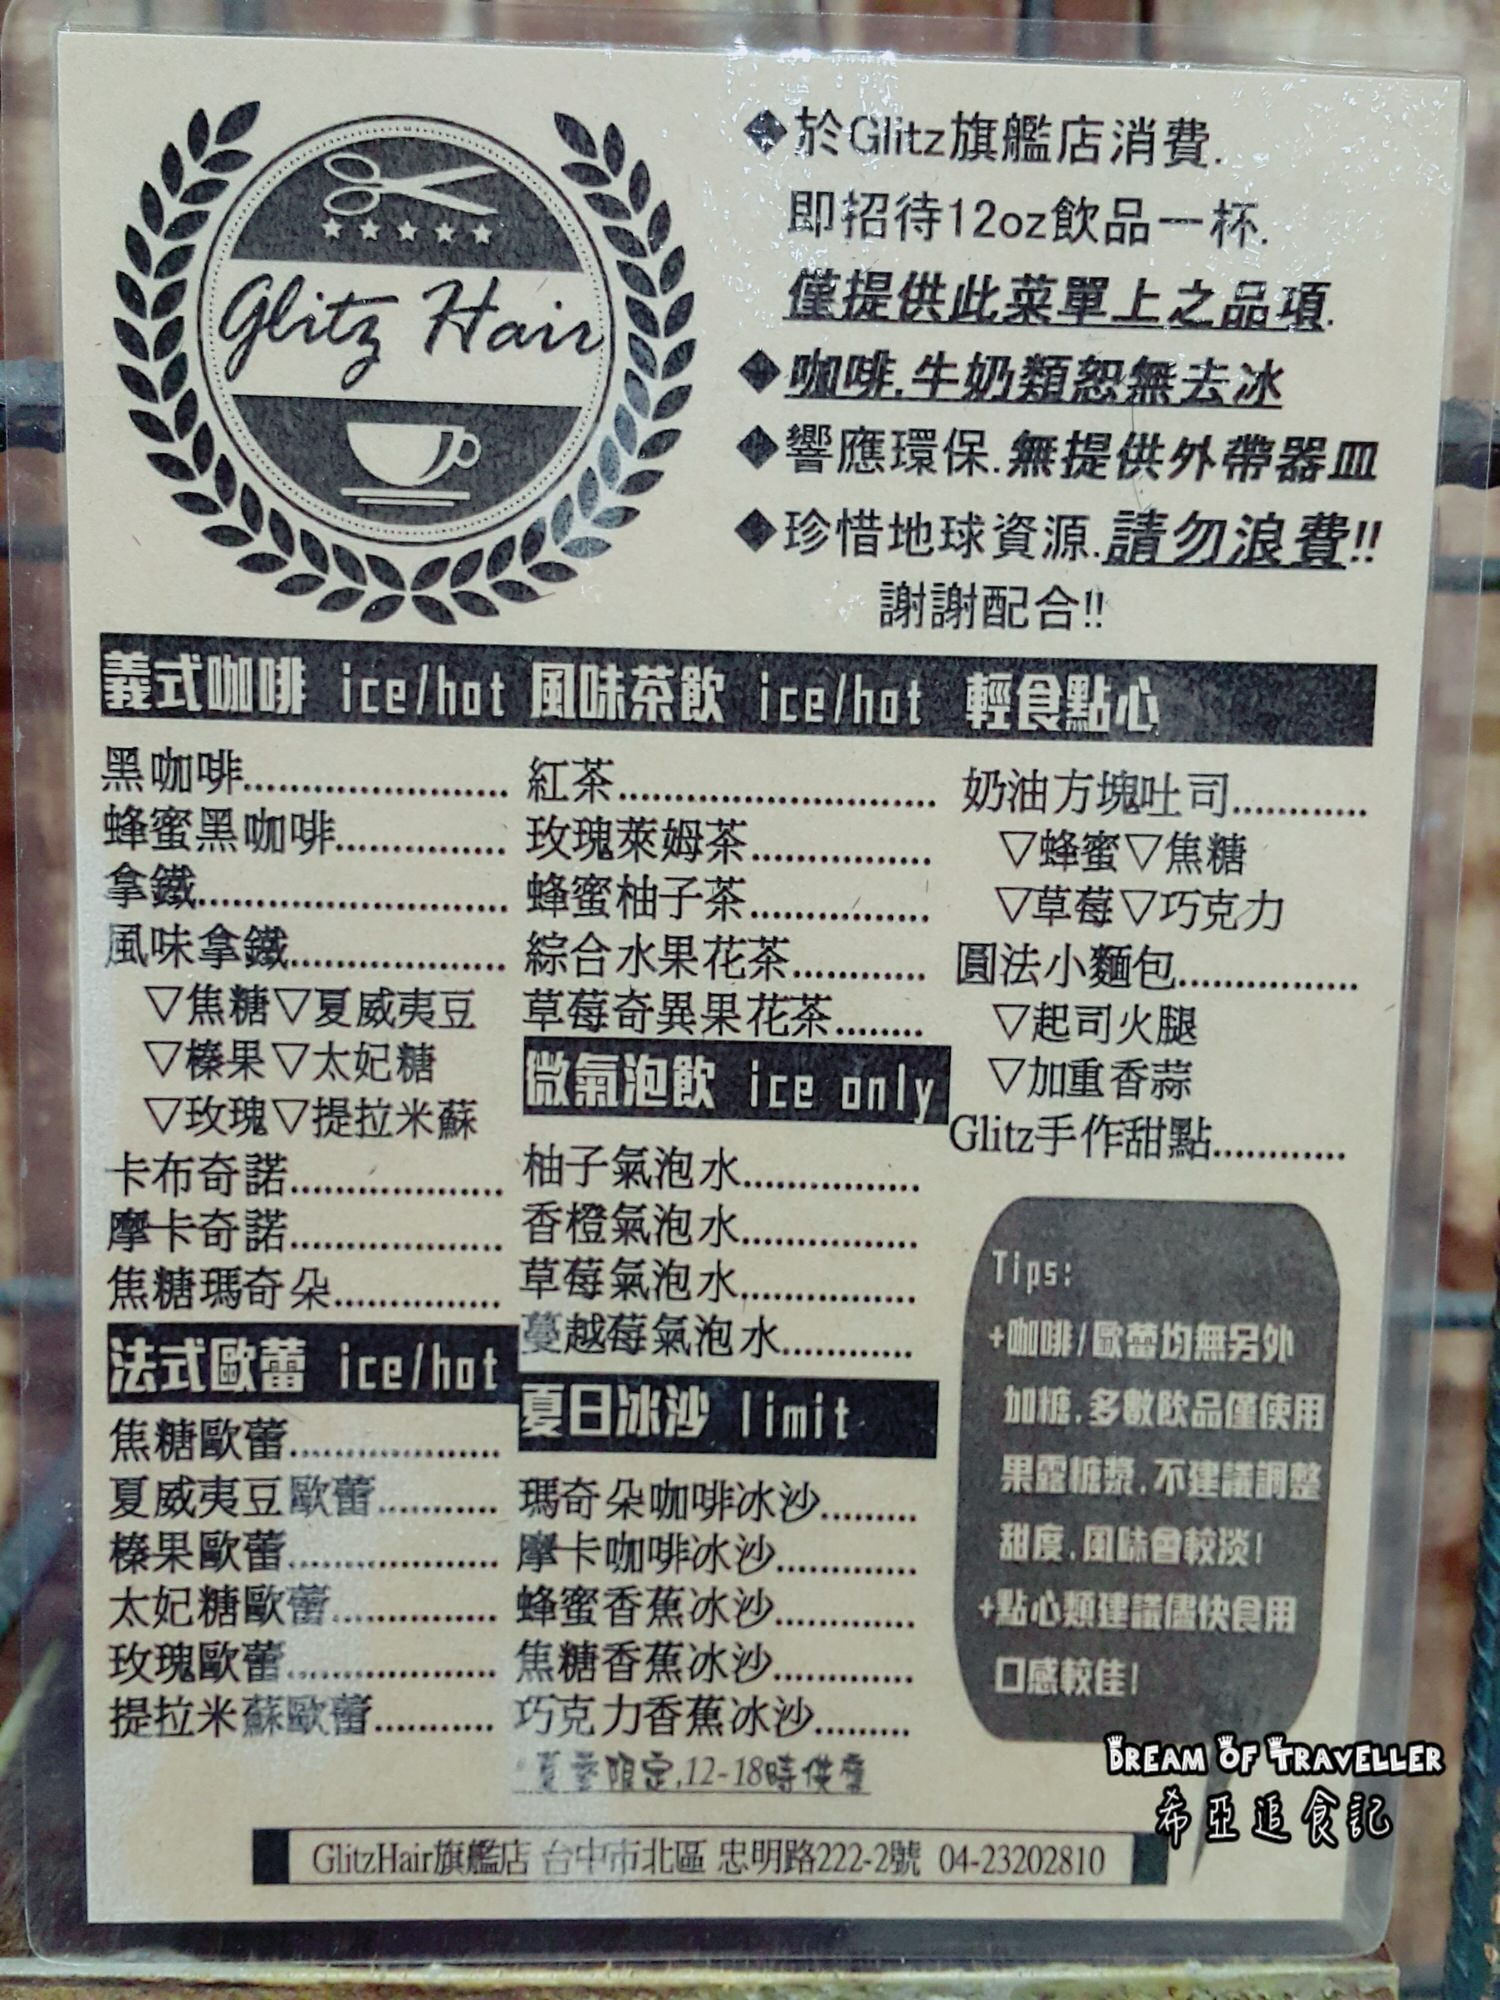 Glitz Hair
◆於Glitz旗艦店消費.
即招待12oz飲品一杯.
僅提供此菜單上之品項.
◆咖啡.牛奶類恕無去冰
◆響應環保.無提供外帶器皿
◆珍惜地球資源.請勿浪費!!
謝謝配合!!
義式咖啡 ice/hot
黑咖啡..................
蜂蜜黑咖啡...............
拿鐵...........................
風味拿鐵...................
▽焦糖▽夏威夷豆
▽榛果▽太妃糖
▽玫瑰▽提拉米蘇
卡布奇諾...................
摩卡奇諾...................
焦糖瑪奇朵...............
法式歐蕾 ice/hot
焦糖歐蕾...................
夏威夷豆歐蕾...........
榛果歐蕾...................
太妃糖歐蕾...............
玫瑰歐蕾...................
提拉米蘇歐蕾...........
風味茶飲 ice/hot
紅茶............................
玫瑰萊姆茶................
蜂蜜柚子茶................
綜合水果花茶............
草莓奇異果花茶........
微氣泡飲 ice only
柚子氣泡水................
香橙氣泡水................
草莓氣泡水................
蔓越莓氣泡水............
夏日冰沙 limit
瑪奇朵咖啡冰沙.........
摩卡咖啡冰沙.............
蜂蜜香蕉冰沙.............
焦糖香蕉冰沙.............
巧克力香蕉冰沙.........
夏季限定,12-18時供應
輕食點心
奶油方塊吐司............
▽蜂蜜▽焦糖
▽草莓▽巧克力
圓法小麵包................
▽起司火腿
▽加重香蒜
Glitz手作甜點............
Tips:
+咖啡/歐蕾均無另外
加糖.多數飲品僅使用
果露糖漿.不建議調整
甜度.風味會較淡!
+點心類建議儘快食用
口感較佳!
GlitzHair旗艦店 台中市北區 忠明路222-2號 04-23202810
DREAM OF TRAVELLER
希亞追食記